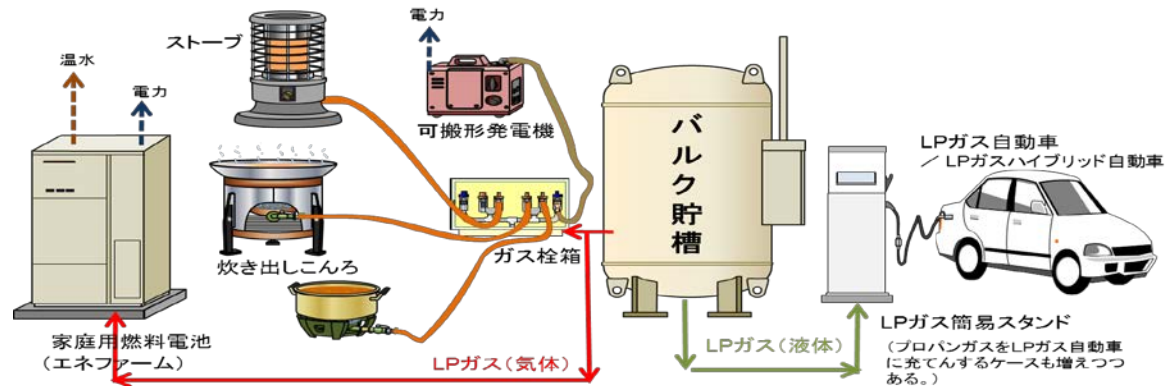 電力
ストーブ
温水
電力
可搬形発電機
バルク貯槽
LPガス自動車
／LPガスハイブリッド自動車
ガス栓箱
炊き出しこんろ
家庭用燃料電池
（エネファーム）
LPガス（気体）
LPガス（液体）
LPガス簡易スタンド
（プロパンガスをLPガス自動車
に充てんするケースも増えつつ
ある。）